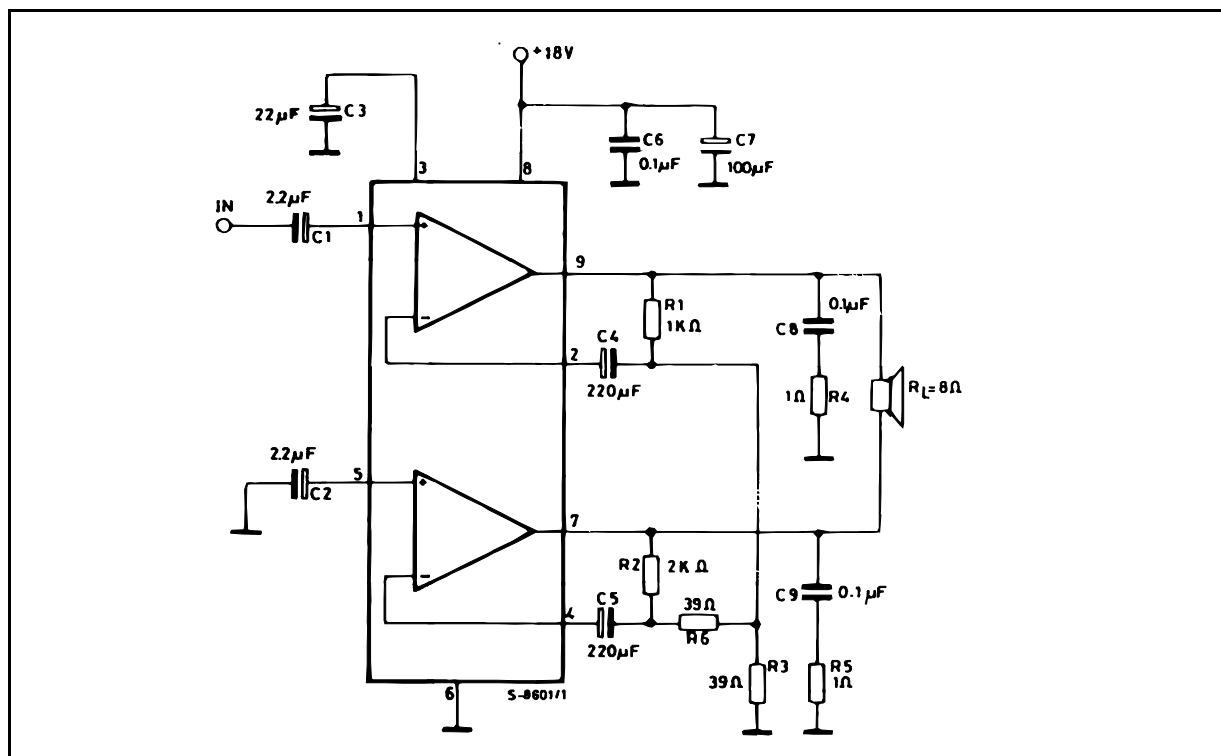 +18V
22µF
C3
C6
0.1µF
C7
100µF
3
8
IN
2.2µF
C1
1
+
−
9
R1
1KΩ
0.1µF
C8
2
C4
220µF
1Ω
R4
RL=8Ω
2.2µF
C2
5
+
−
7
R2
2KΩ
C9
0.1µF
4
C5
220µF
39Ω
R6
R3
39Ω
R5
1Ω
6
S-8601/1